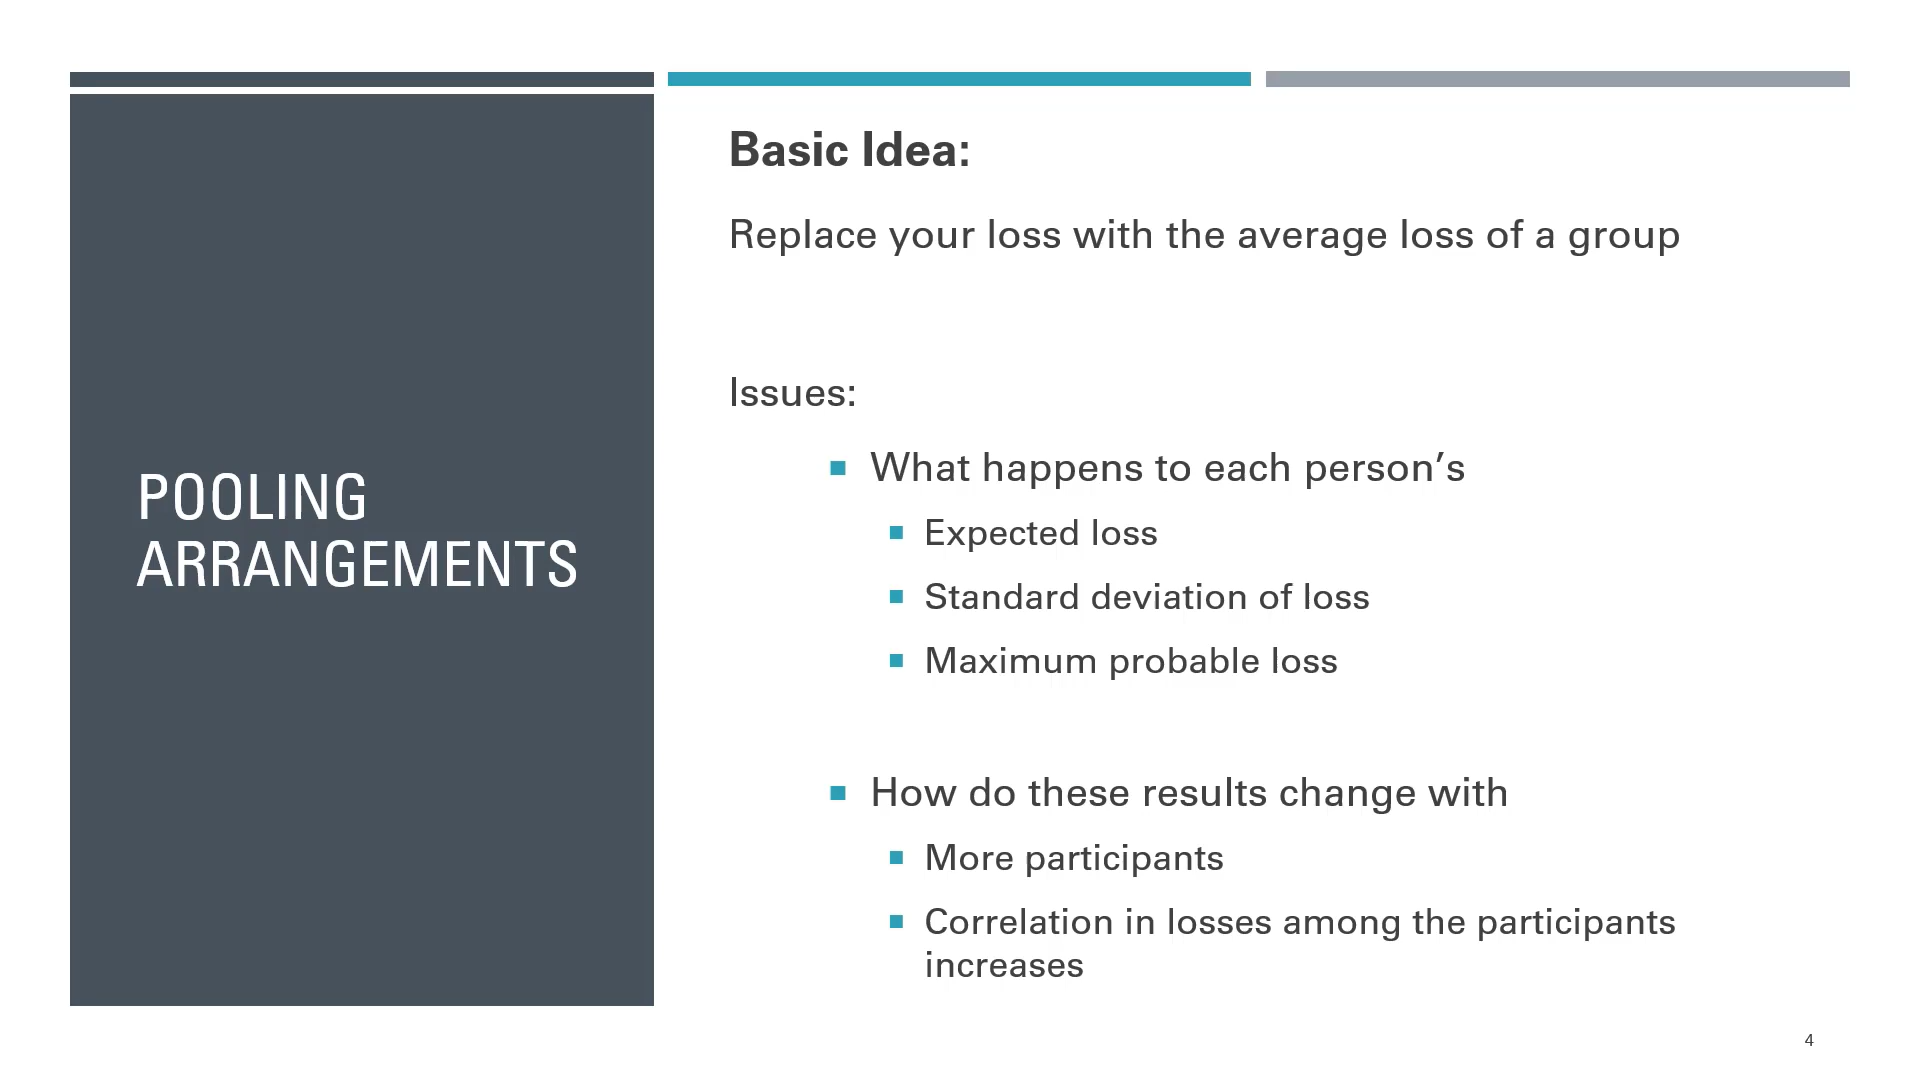 POOLING
ARRANGEMENTS
Basic Idea:
Replace your loss with the average loss of a group
Issues:
What happens to each person’s
Expected loss
Standard deviation of loss
Maximum probable loss
How do these results change with
More participants
Correlation in losses among the participants
increases
4